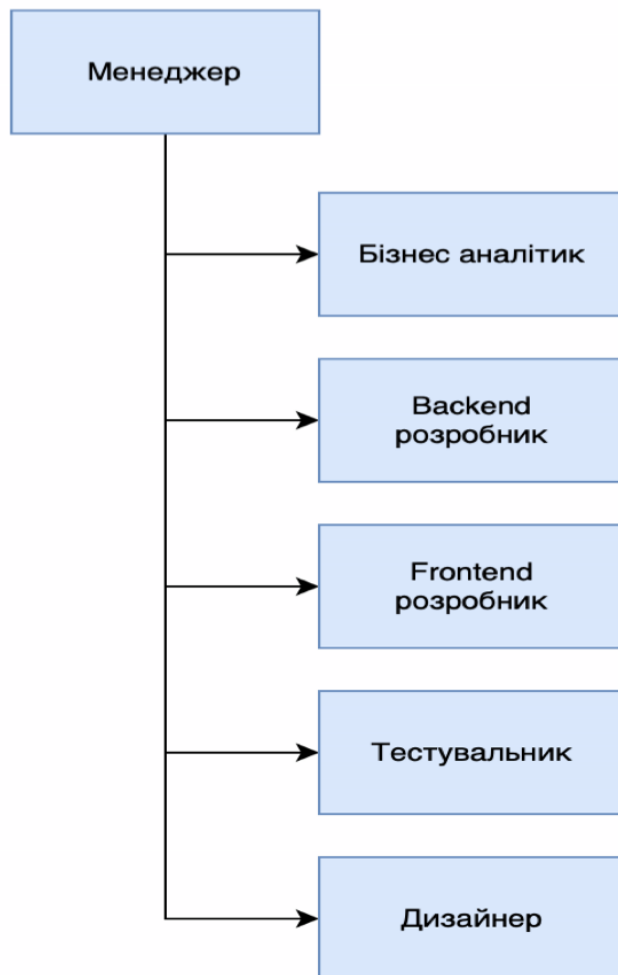 Менеджер
Бізнес аналітик
Backend
розробник
Frontend
розробник
Тестувальник
Дизайнер